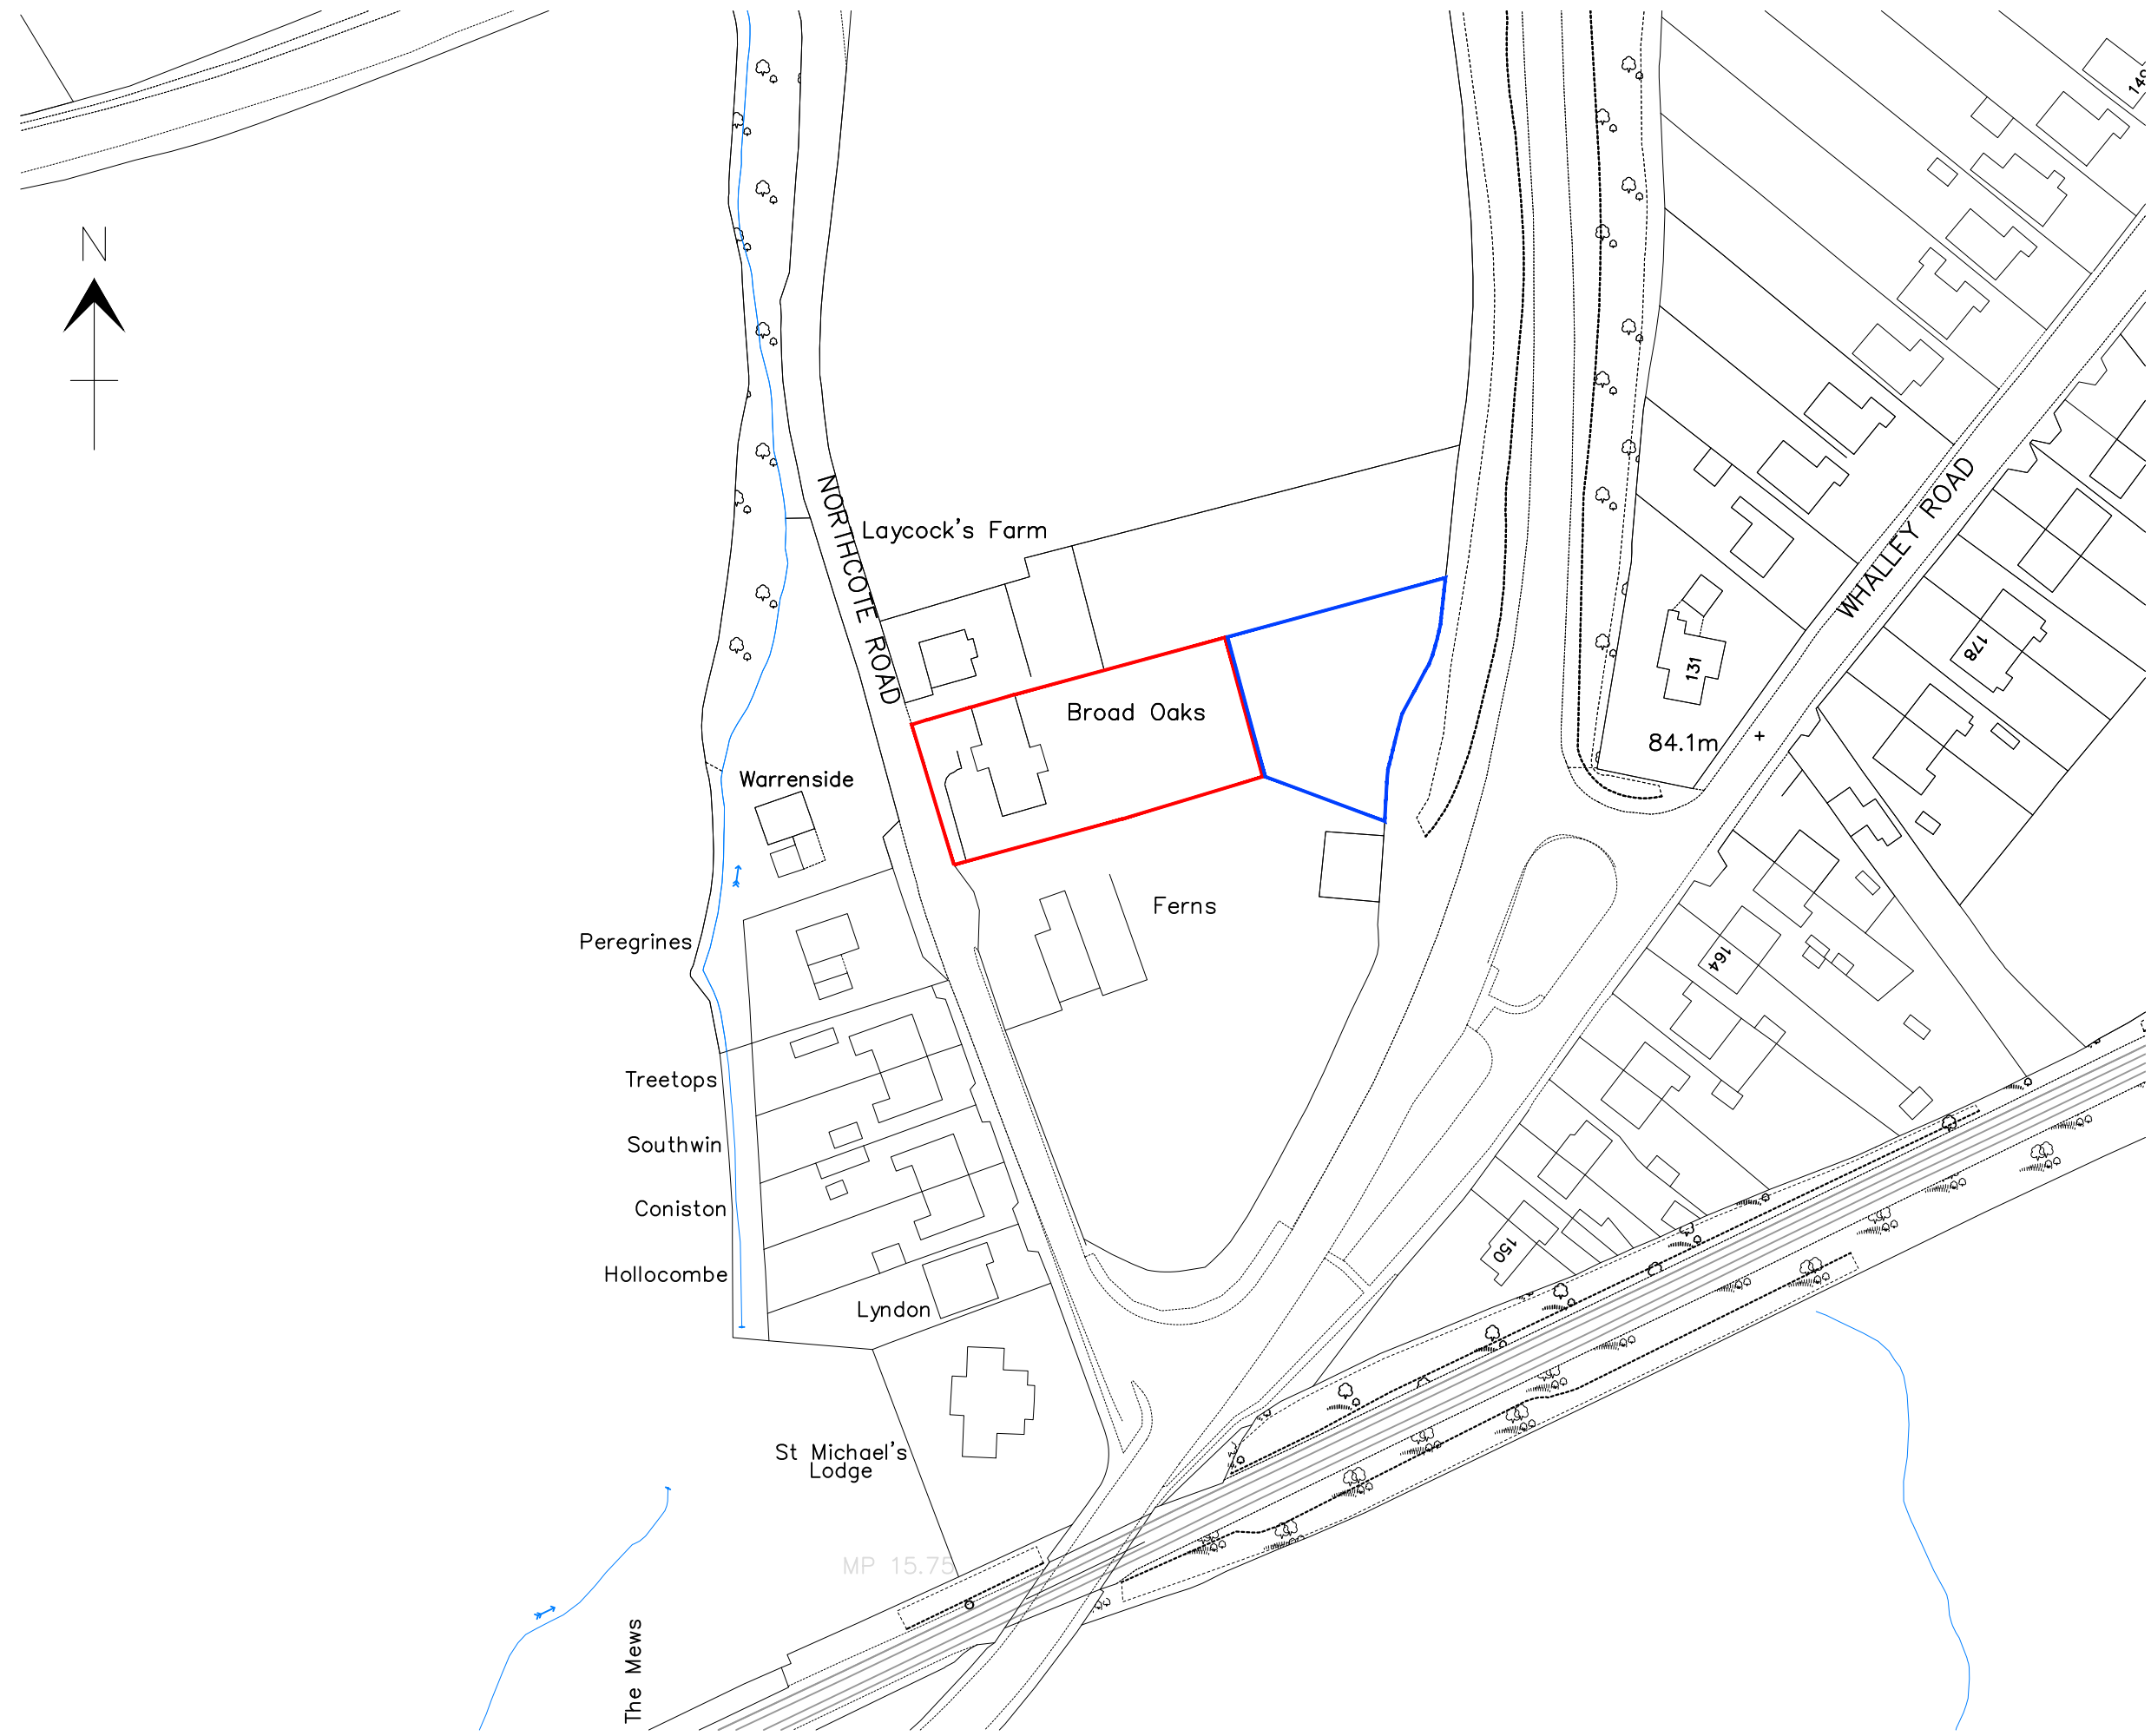 149
N
NORTHCOTE ROAD
Laycock's Farm
WHALLEY ROAD
178
131
Broad Oaks
84.1m
Warrenside
Ferns
Peregrines
164
Treetops
Southwin
Coniston
150
Hollocombe
Lyndon
St Michael's
Lodge
MP 15.75
The Mews